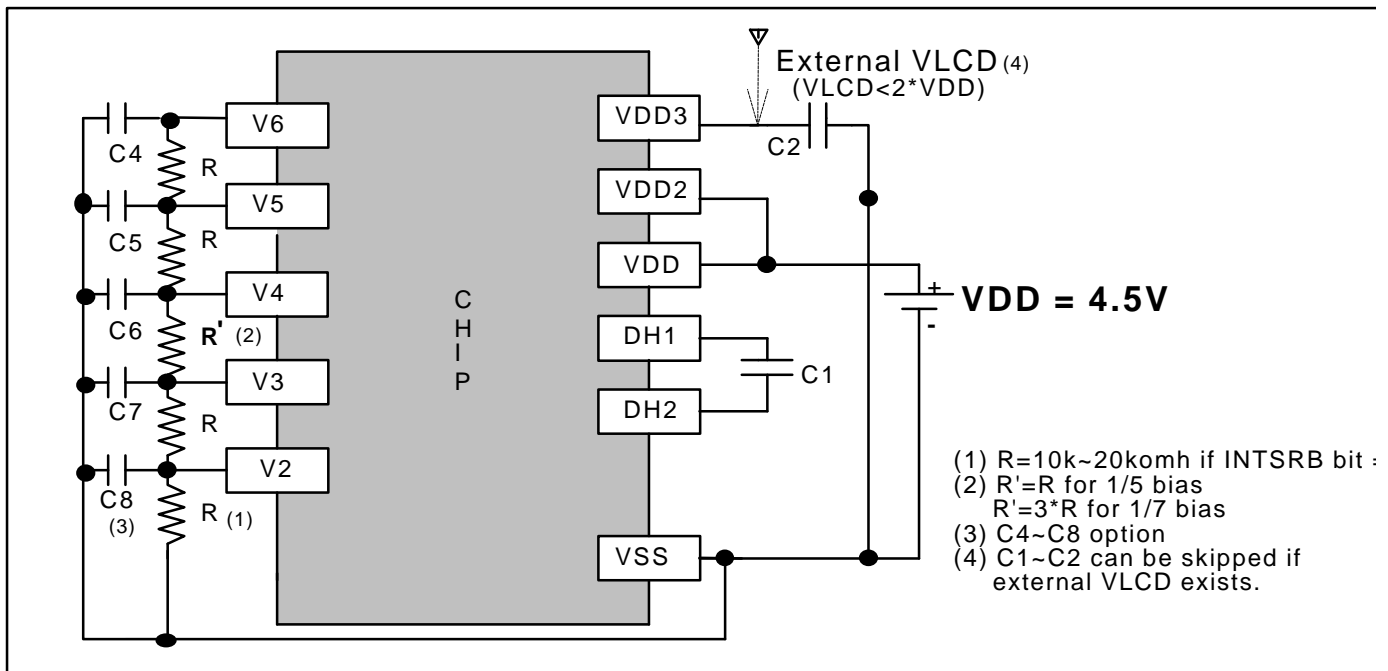 External VLCD (4)
(VLCD<2*VDD)
V6
VDD3
C4
R
C2
V5
VDD2
C5
R
VDD
V4
C6
R' (2)
C
H
I
P
+
VDD = 4.5V
-
V3
DH1
C1
C7
R
DH2
V2
C8
(3)
R (1)
VSS
(1) R=10k~20komh if INTSRB bit =
(2) R'=R for 1/5 bias
R'=3*R for 1/7 bias
(3) C4~C8 option
(4) C1~C2 can be skipped if
external VLCD exists.